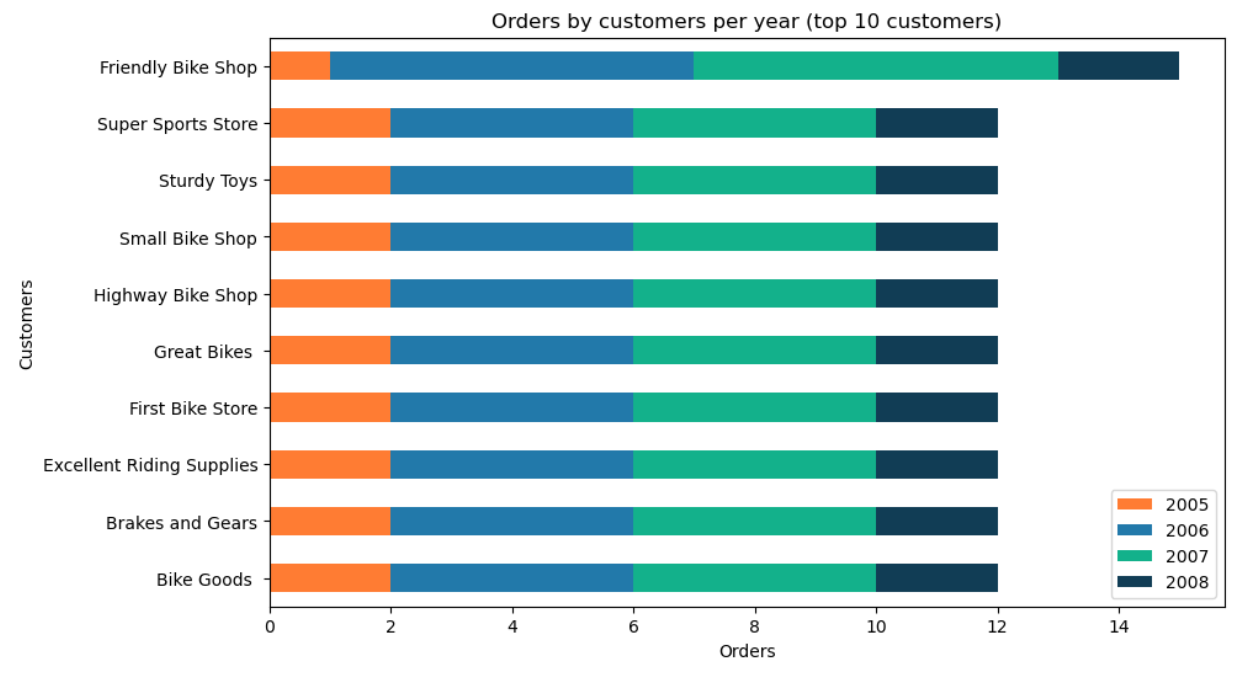 Orders by customers per year (top 10 customers)
Customers
Friendly Bike Shop
Super Sports Store
Sturdy Toys
Small Bike Shop
Highway Bike Shop
Great Bikes
First Bike Store
Excellent Riding Supplies
Brakes and Gears
Bike Goods
2005
2006
2007
2008
0 2 4 6 8 10 12 14
Orders